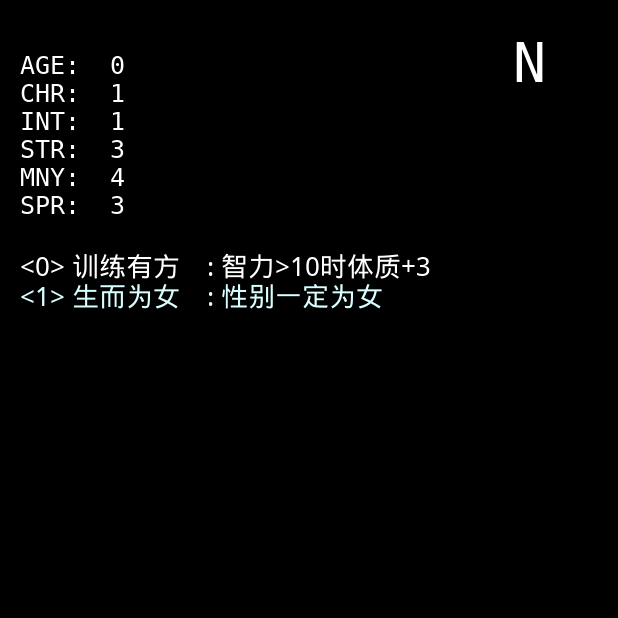 N
AGE: 0
CHR: 1
INT: 1
STR: 3
MNY: 4
SPR: 3
<0> 训练有方 : 智力>10时体质+3
<1> 生而为女 : 性别一定为女